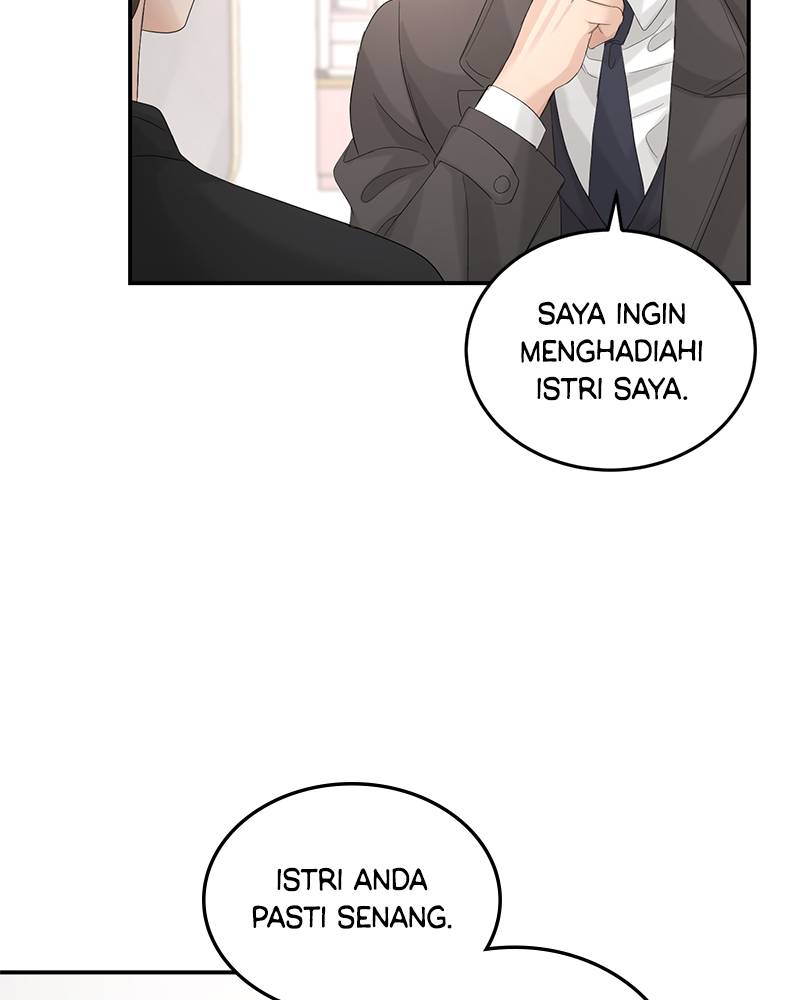 SAYA INGIN
MENGHADIAHI
ISTRI SAYA.
ISTRI ANDA
PASTI SENANG.